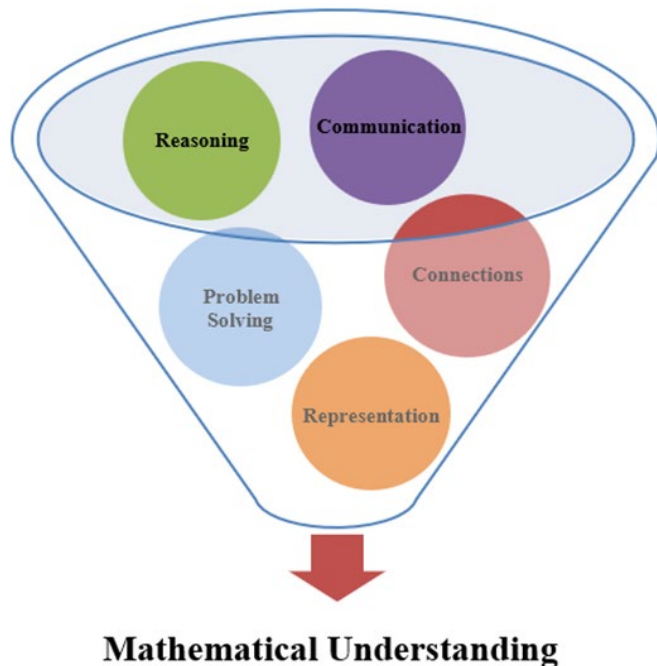 Reasoning
Communication
Problem
Solving
Connections
Representation
Mathematical Understanding